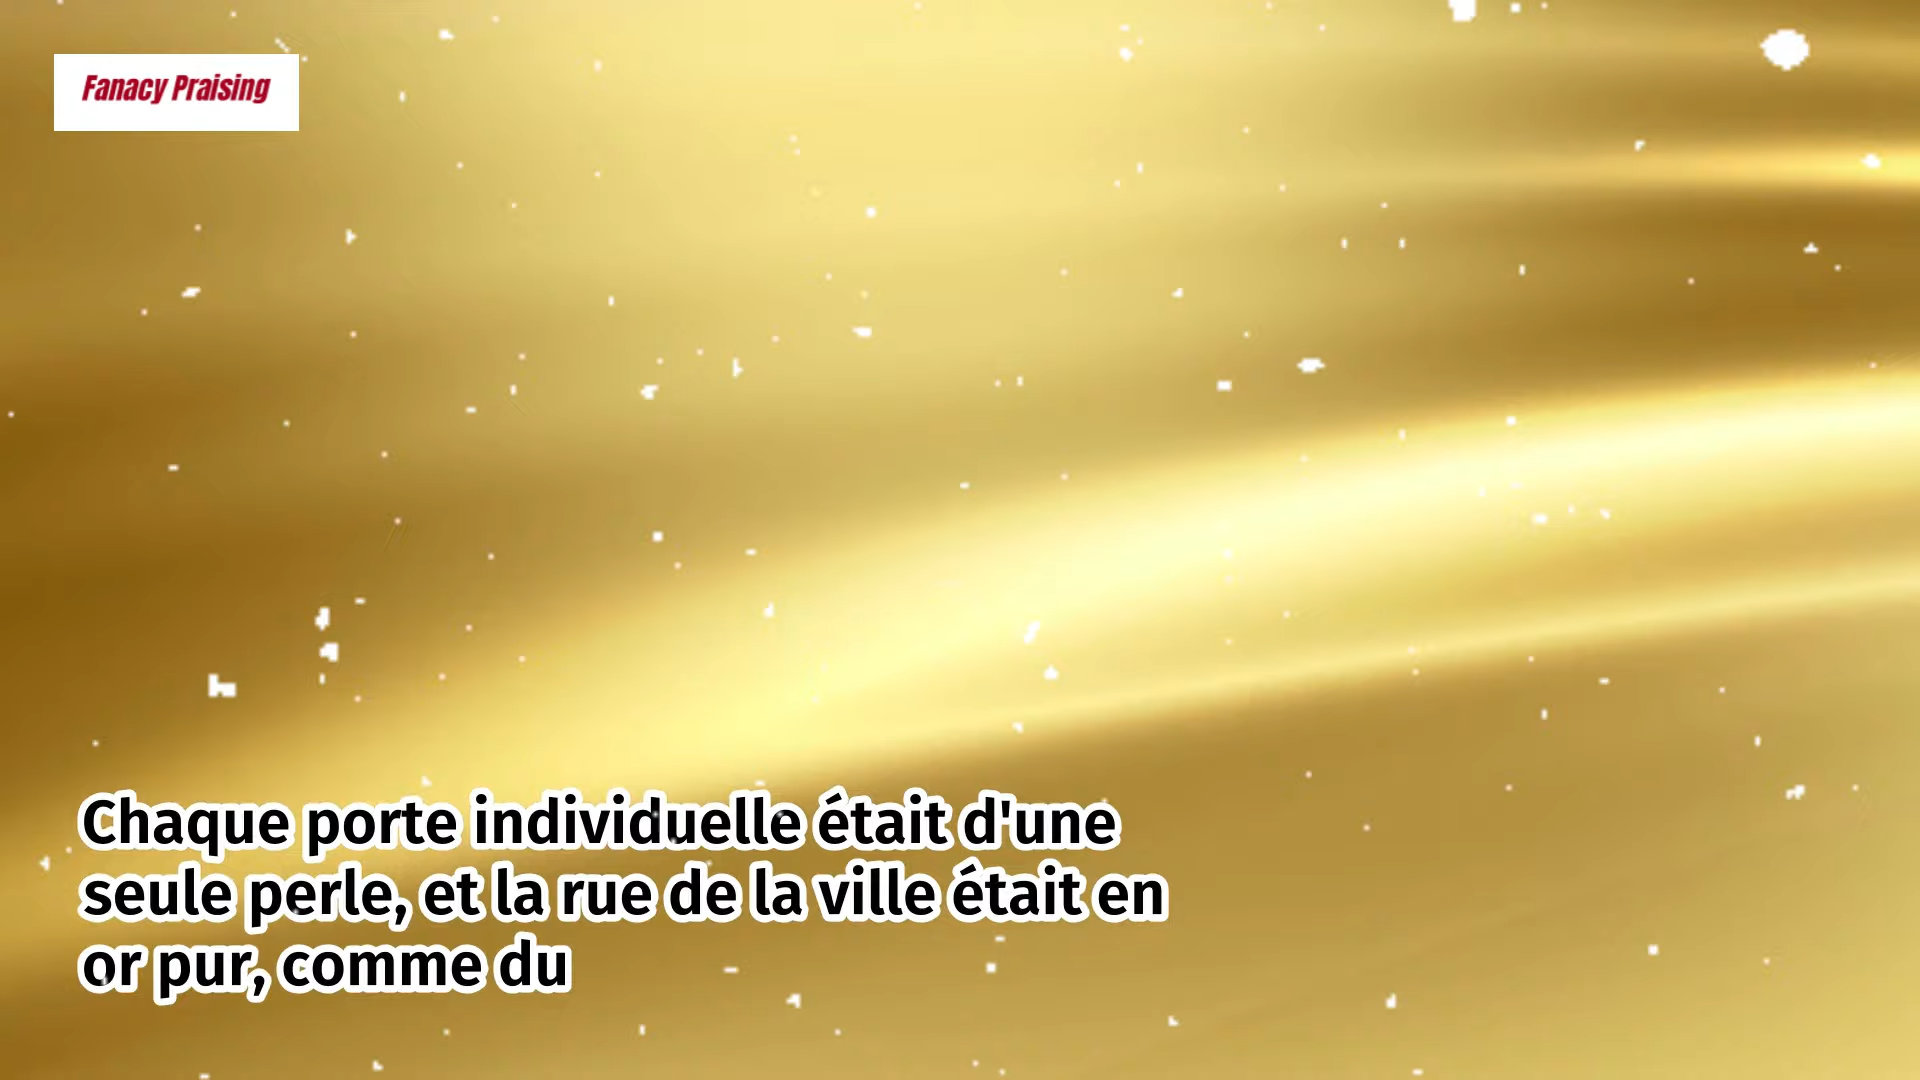 Fanacy Praising
Chaque porte individuelle était d'une
seule perle, et la rue de la ville était en
or pur, comme du